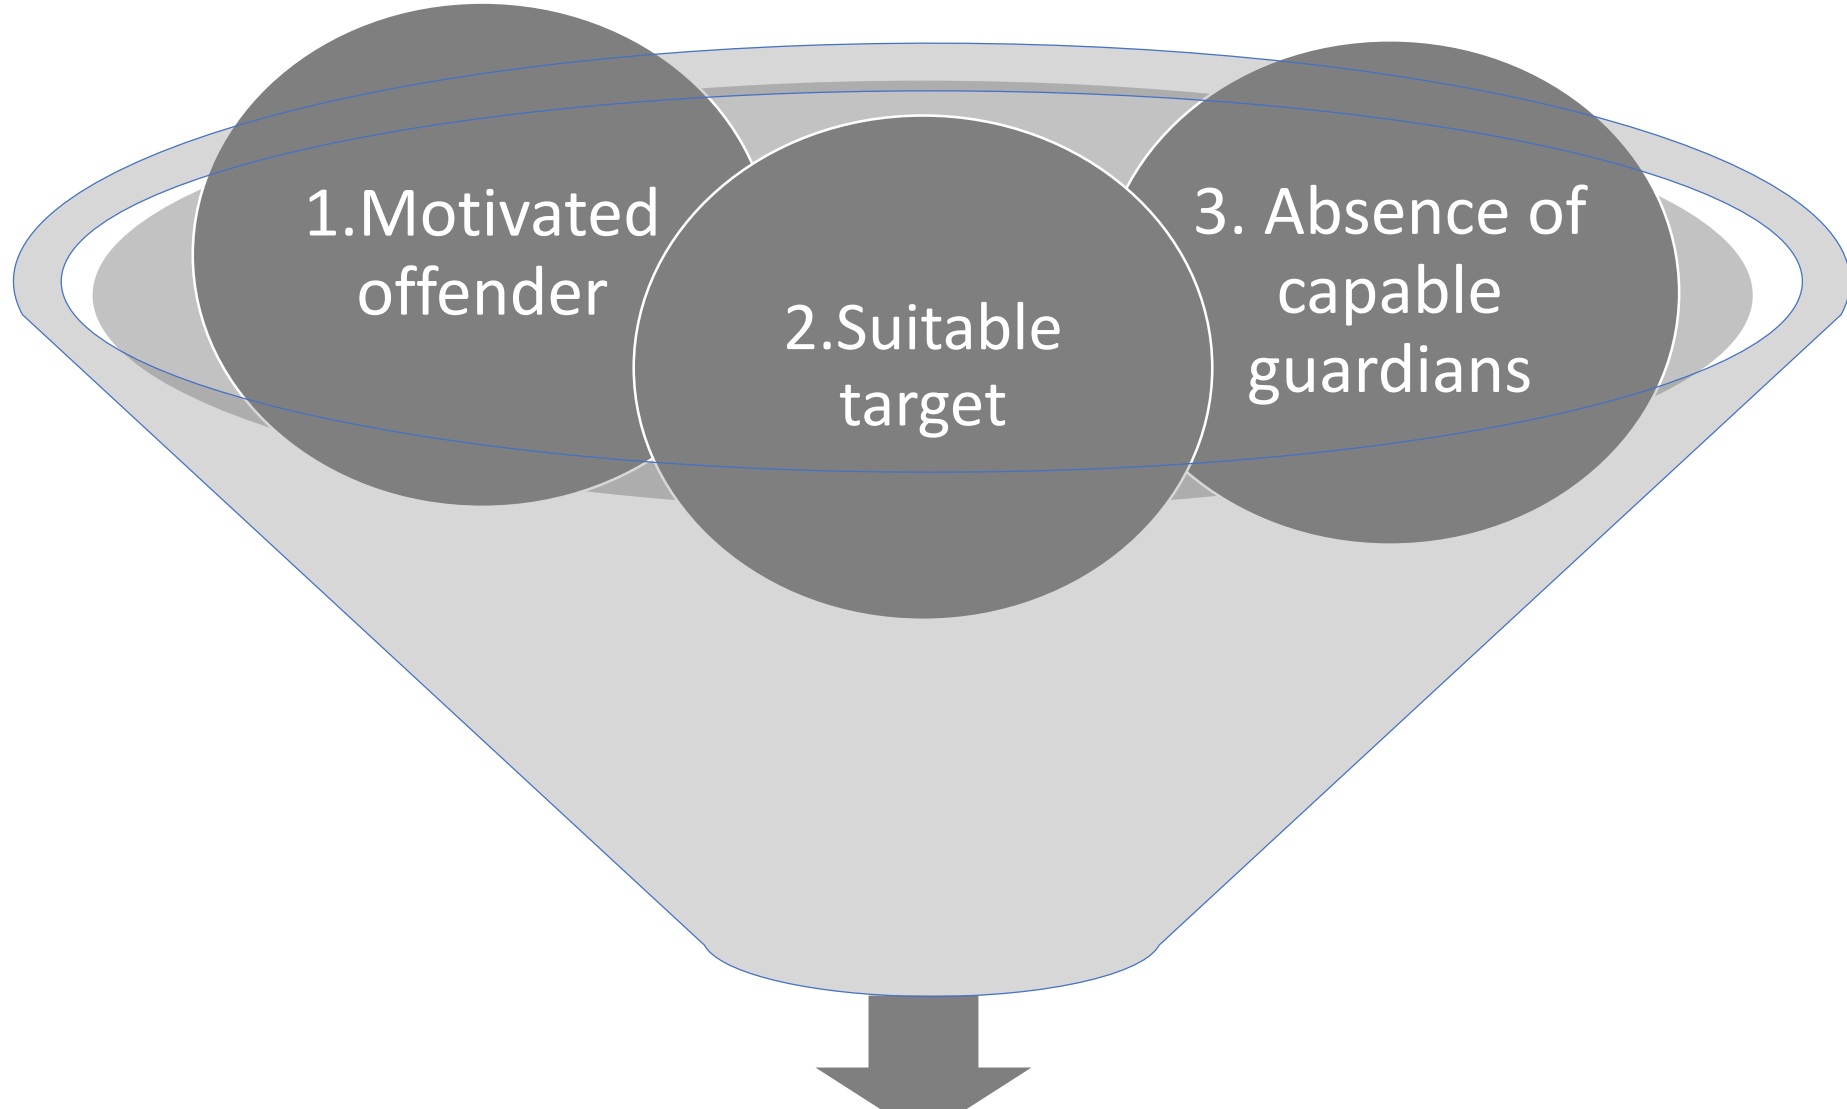 1.Motivated
offender
2.Suitable
target
3. Absence of
capable
guardians